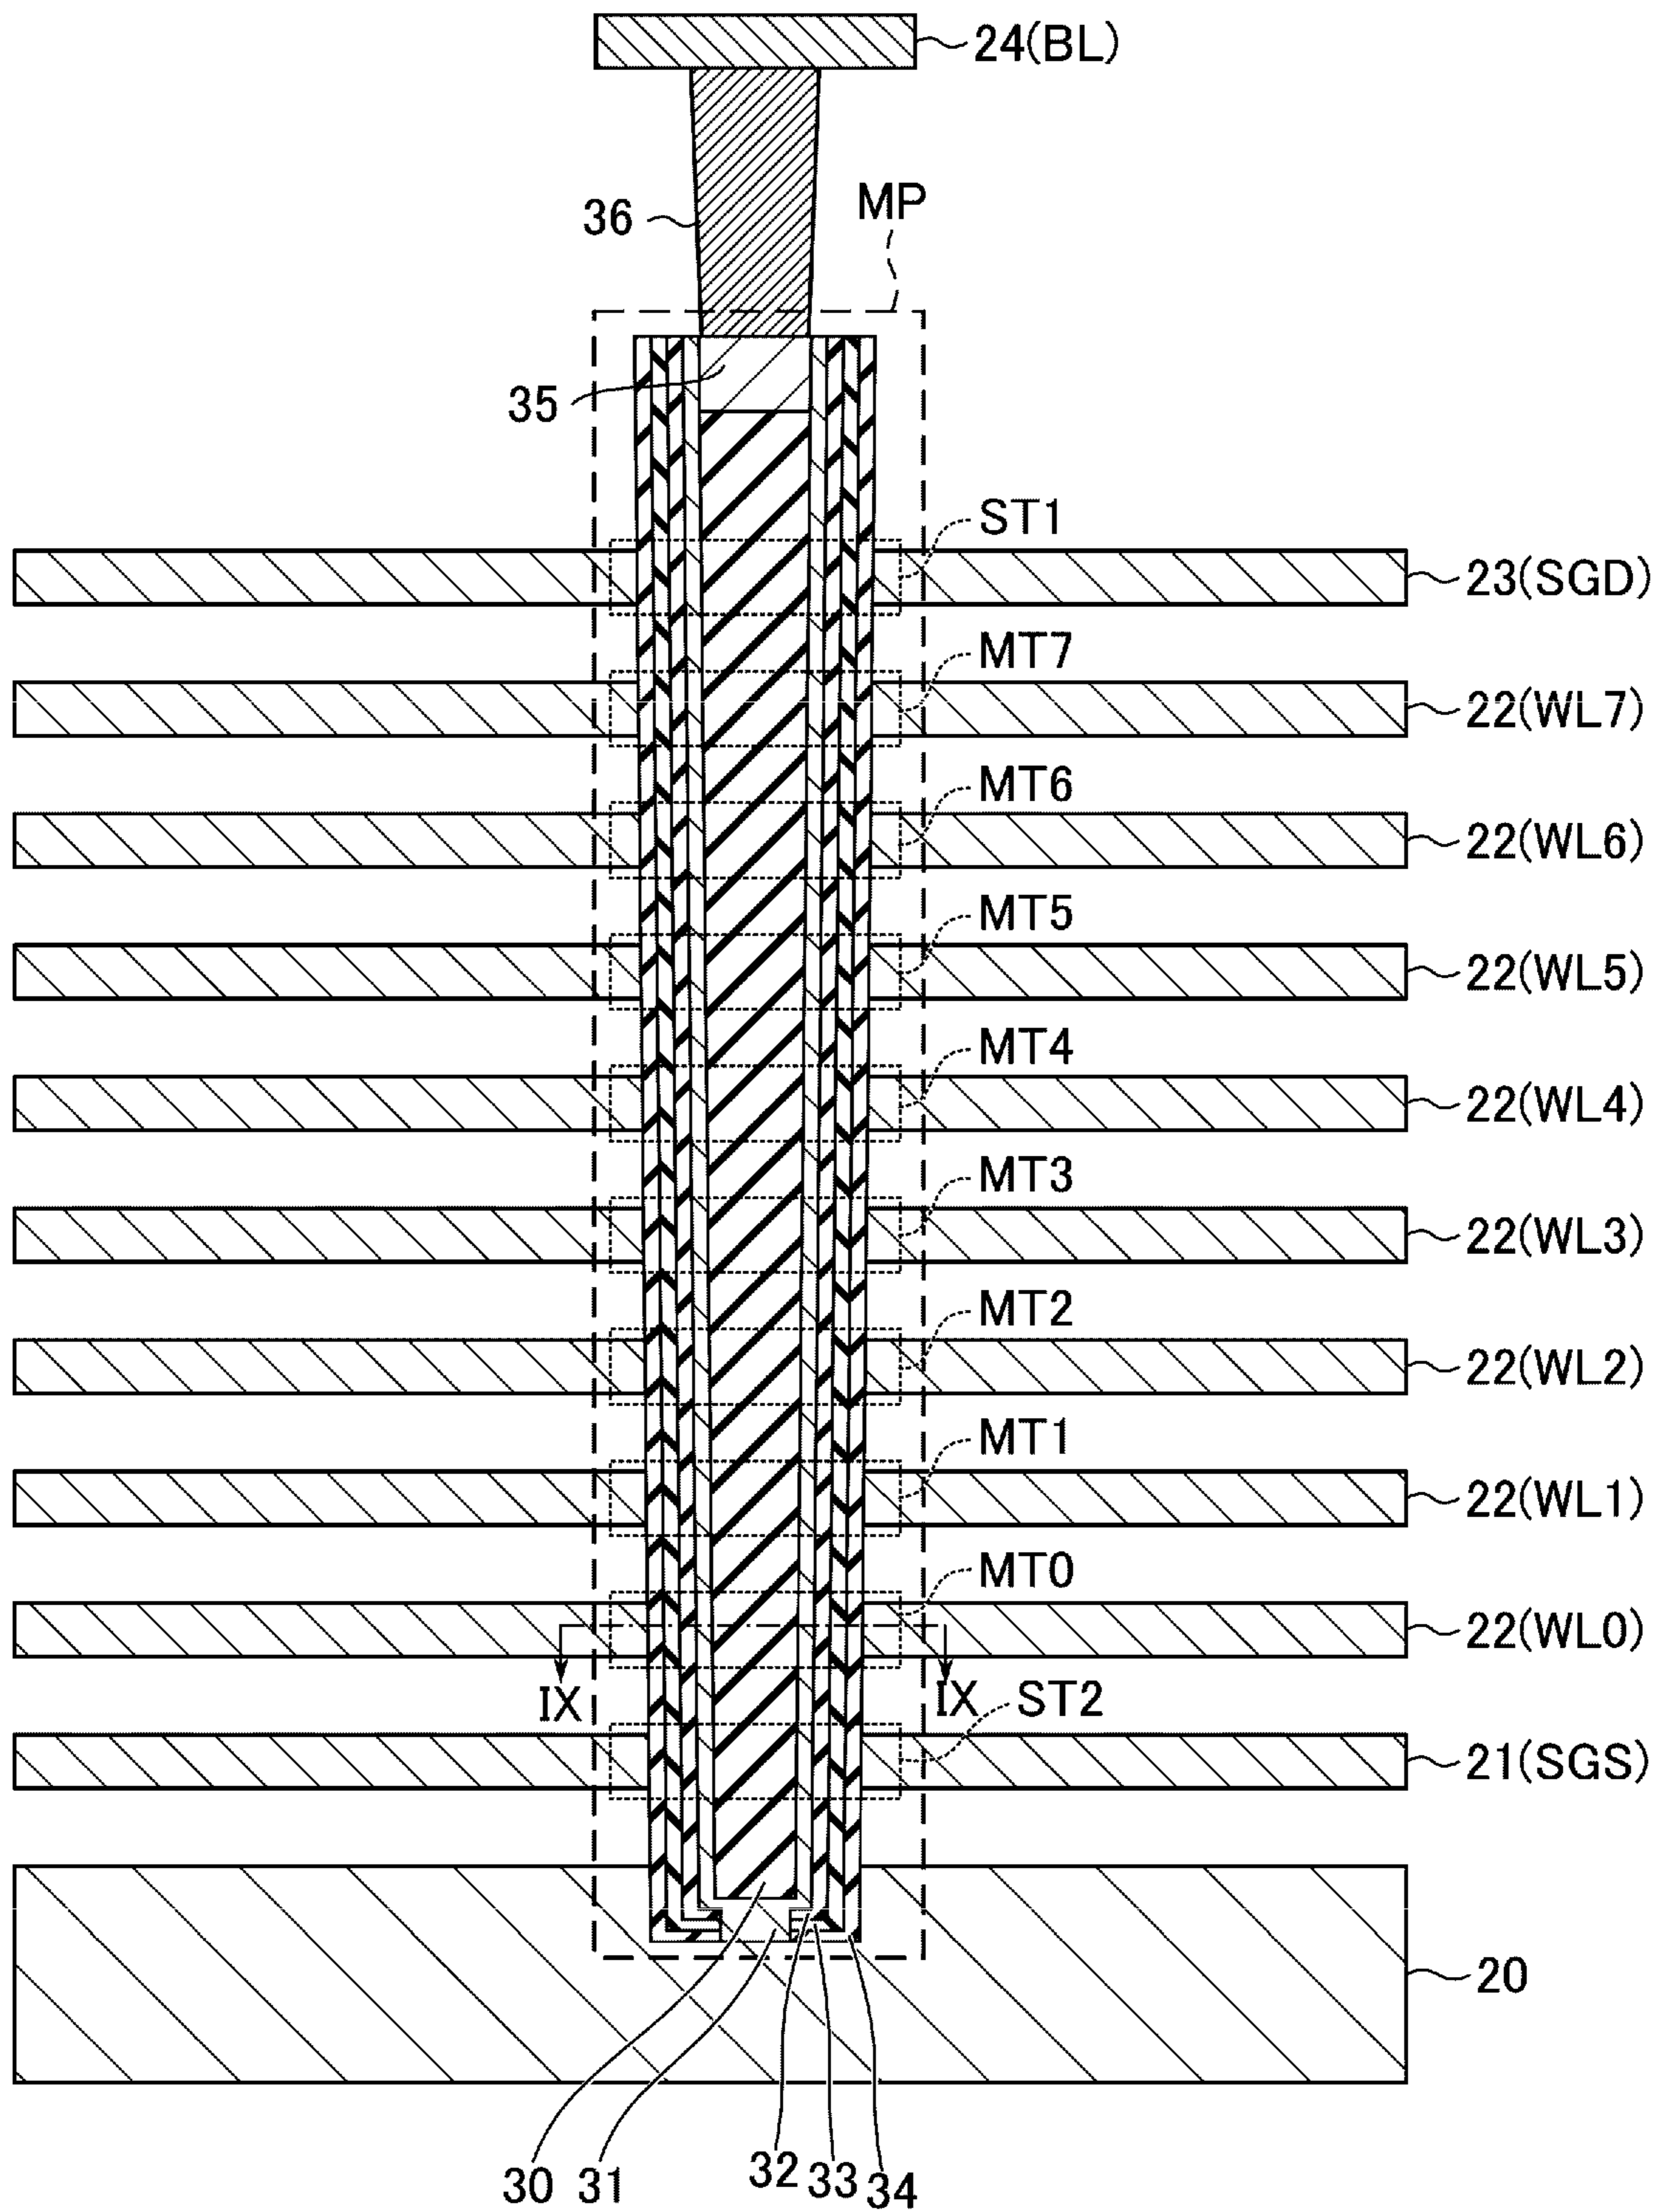 24(BL)
MP
36
35
ST1
23(SGD)
MT7
22(WL7)
MT6
22(WL6)
MT5
22(WL5)
MT4
22(WL4)
MT3
22(WL3)
MT2
22(WL2)
MT1
22(WL1)
MT0
22(WL0)
IX IX ST2
21(SGS)
20
30 31 32 33 34